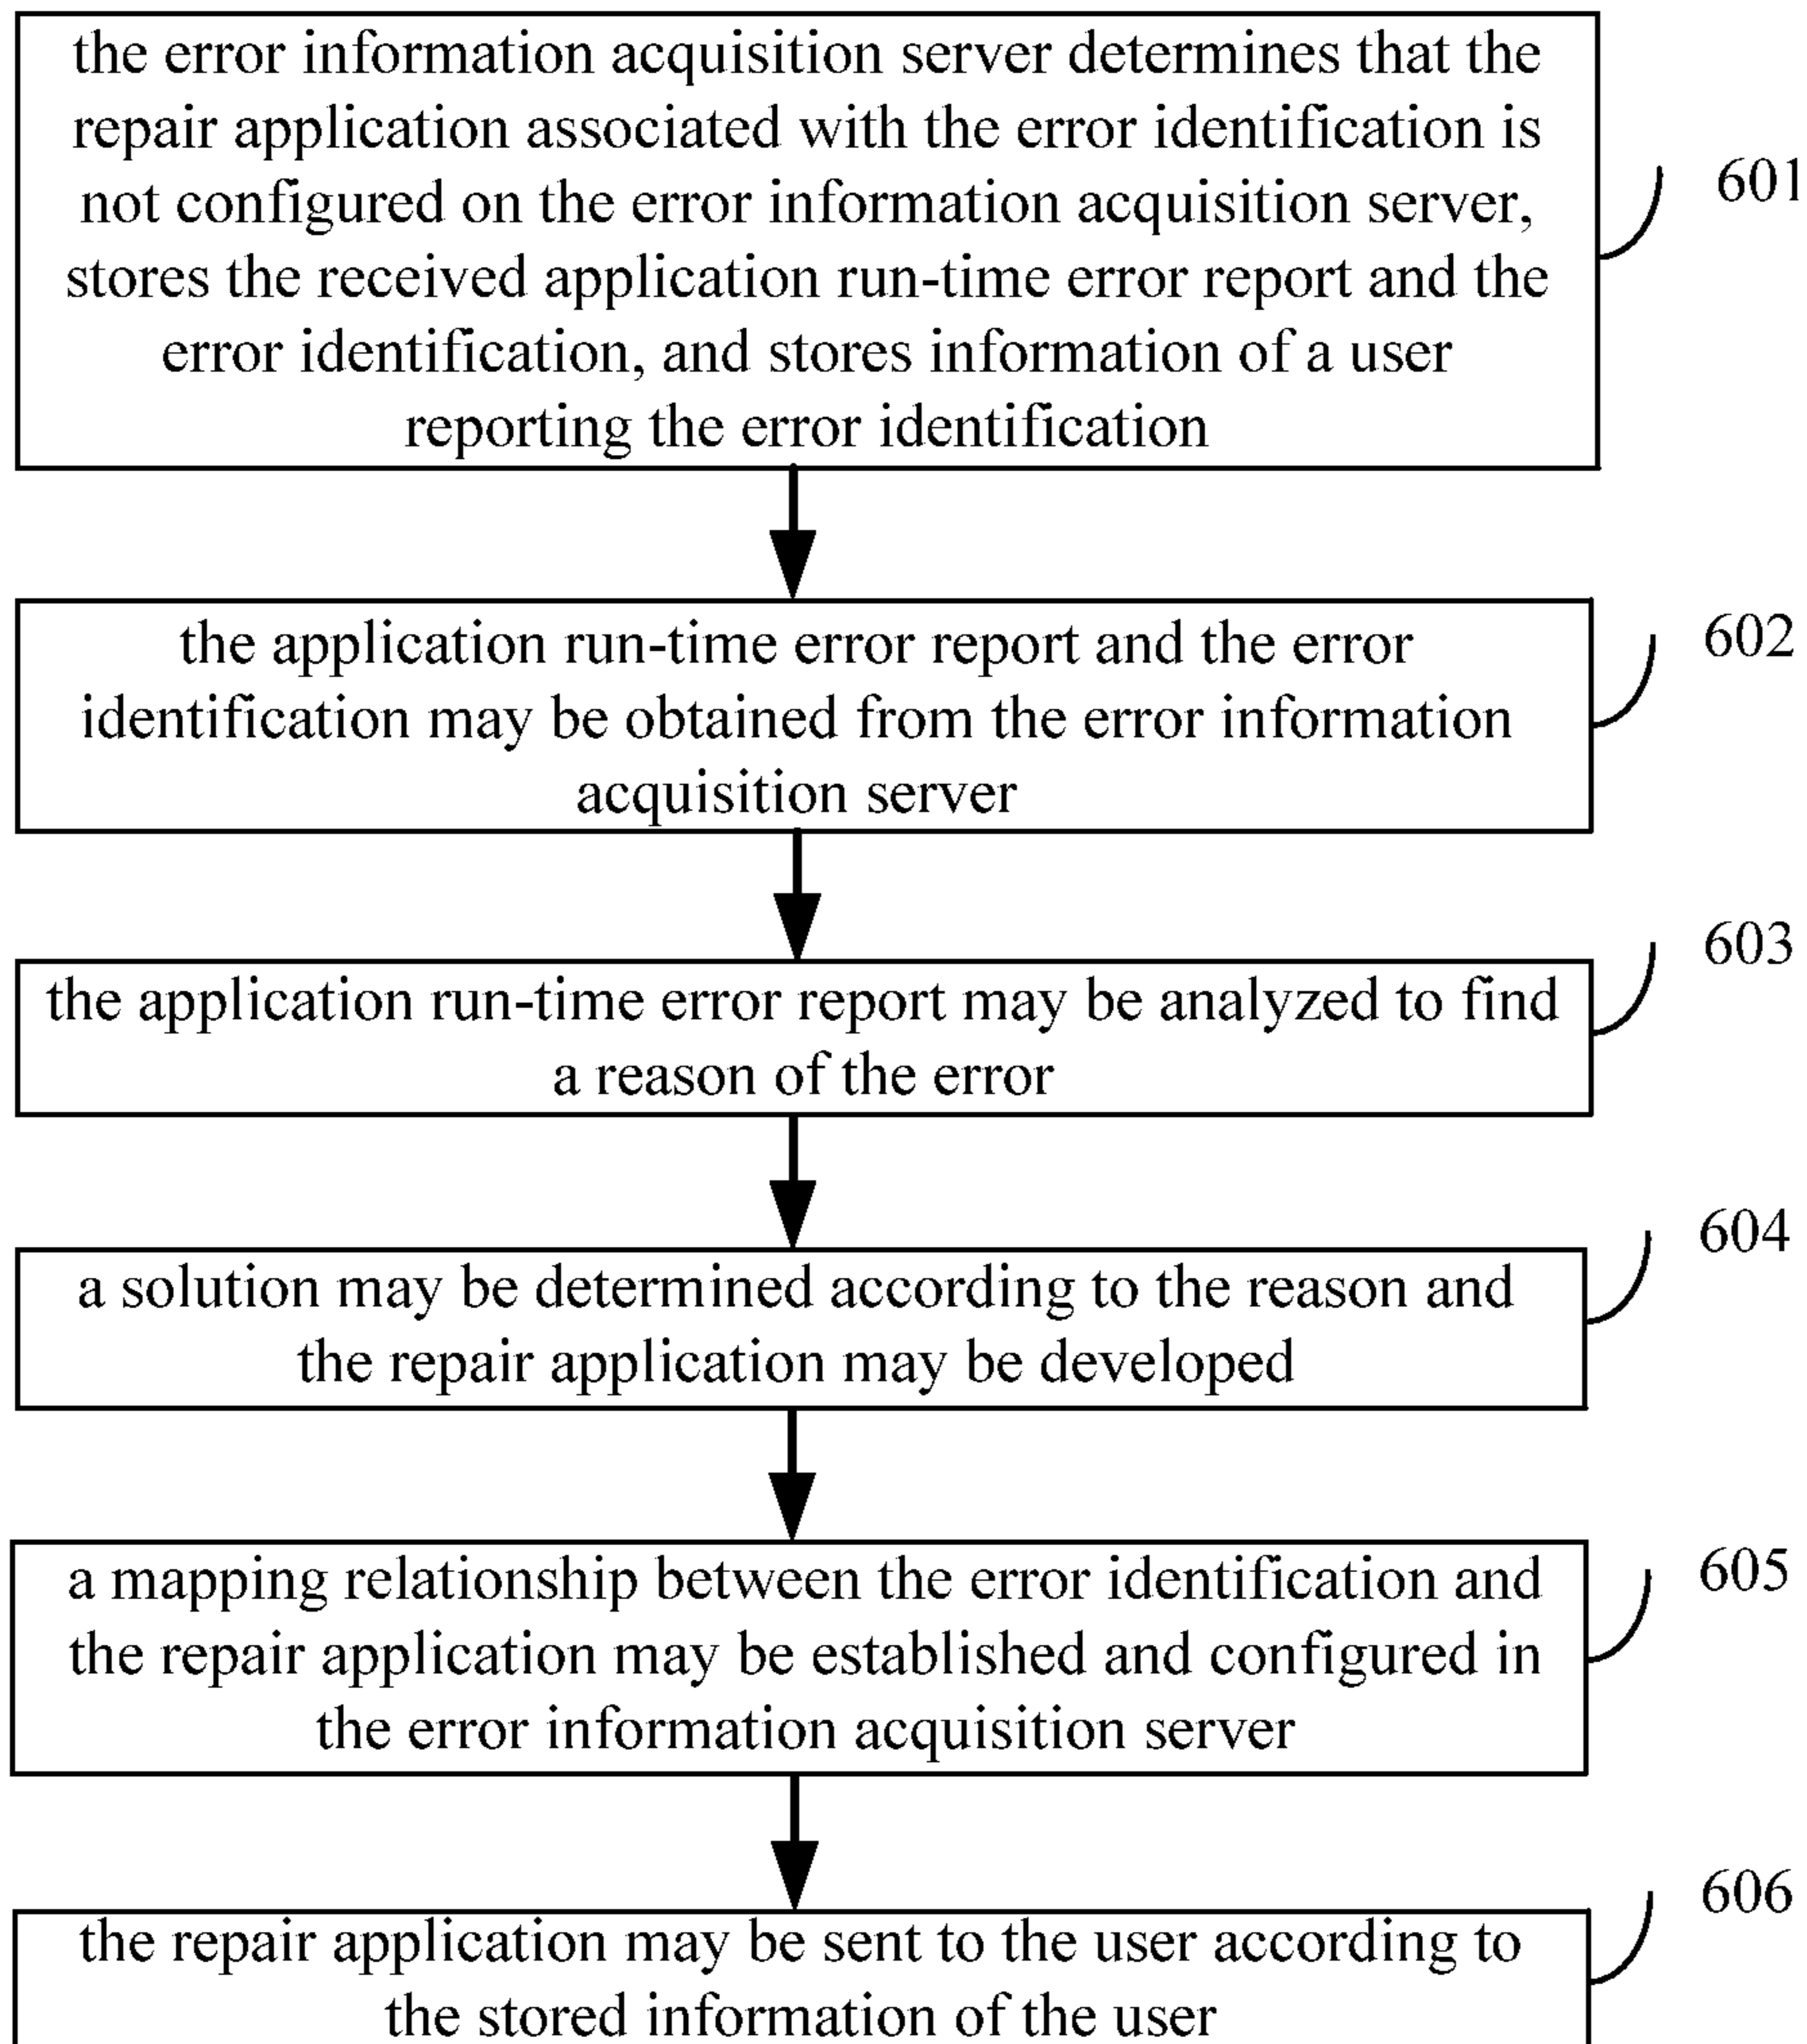 the error information acquisition server determines that the
repair application associated with the error identification is
not configured on the error information acquisition server,
stores the received application run-time error report and the
error identification, and stores information of a user
reporting the error identification
601
the application run-time error report and the error
identification may be obtained from the error information
acquisition server
602
the application run-time error report may be analyzed to find
a reason of the error
603
a solution may be determined according to the reason and
the repair application may be developed
604
a mapping relationship between the error identification and
the repair application may be established and configured in
the error information acquisition server
605
the repair application may be sent to the user according to
the stored information of the user
606